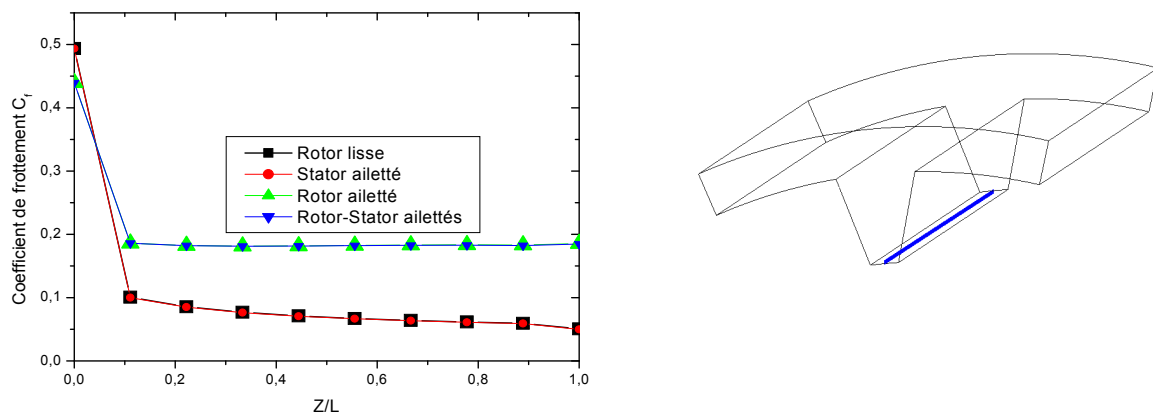 0,5
0,4
0,3
0,2
0,1
0,0
Coefficient de frottement Cf
Rotor lisse
Stator ailetté
Rotor ailetté
Rotor-Stator ailettés
0,0 0,2 0,4 0,6 0,8 1,0
Z/L